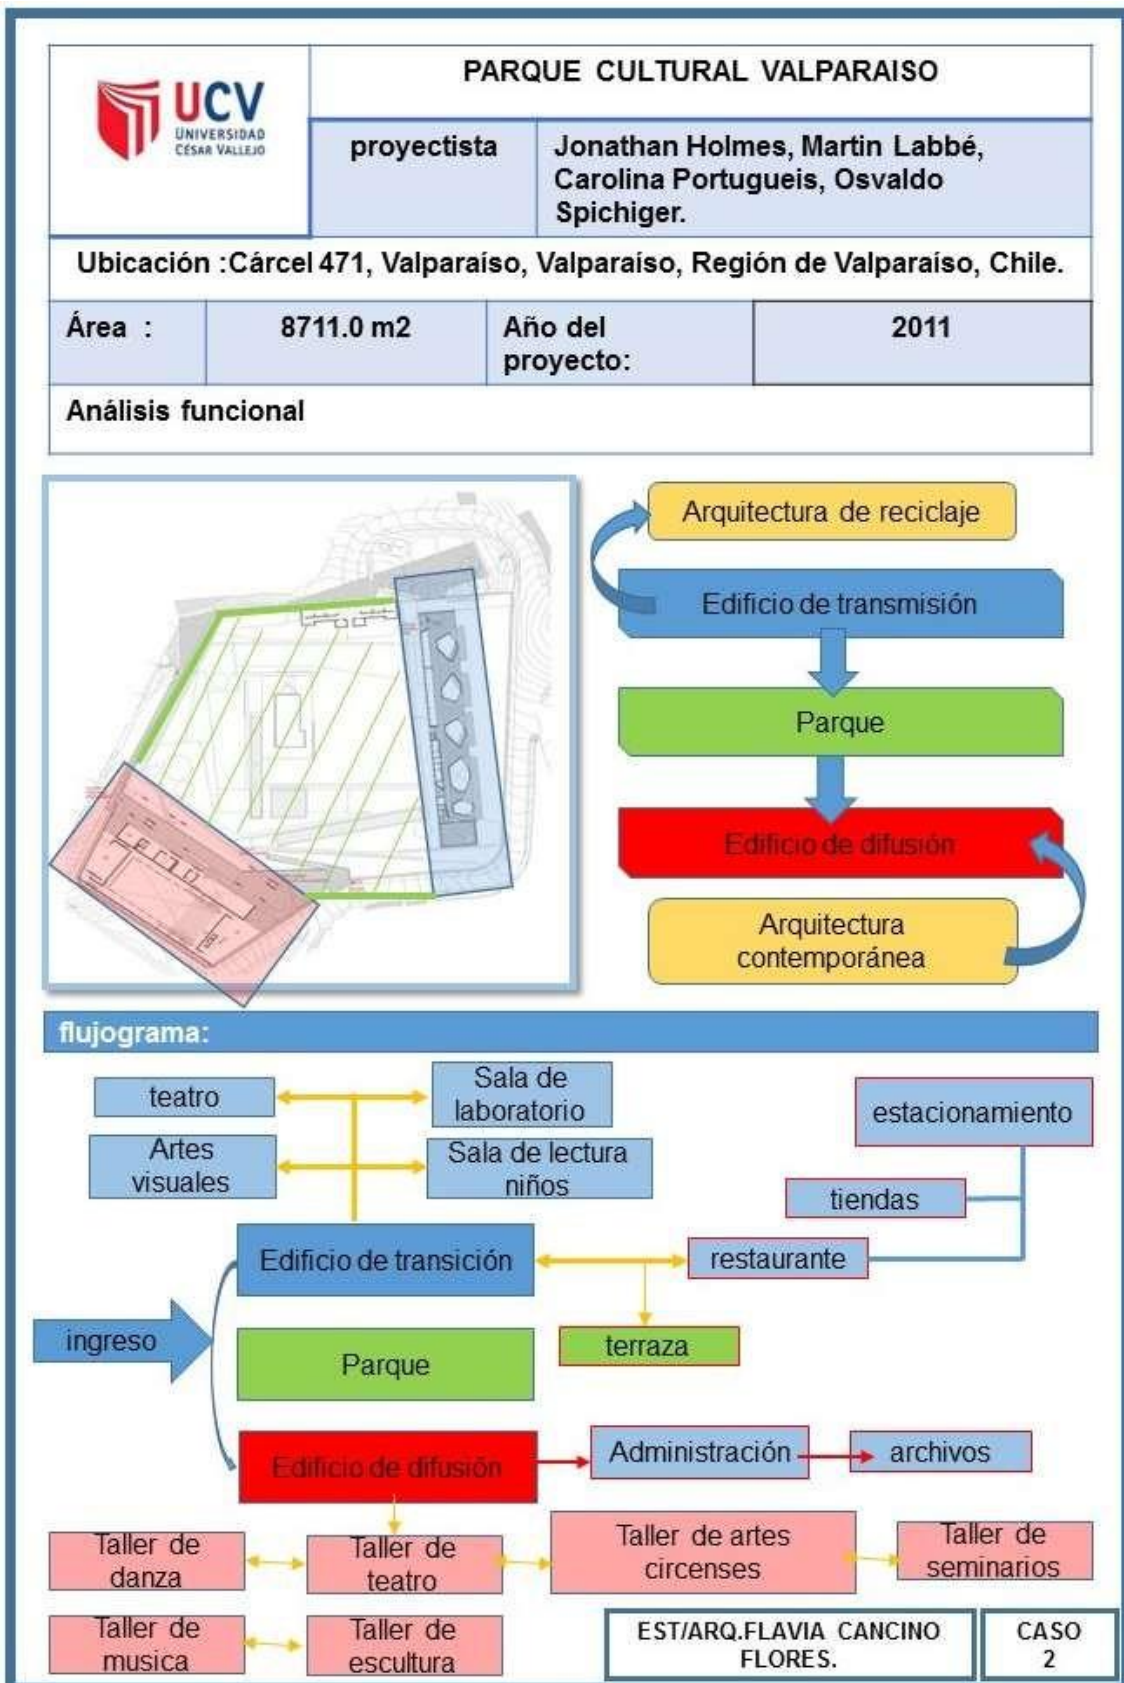 UCV
UNIVERSIDAD
CÉSAR VALLEJO
PARQUE CULTURAL VALPARAISO
proyectista
Jonathan Holmes, Martin Labbé,
Carolina Portugueis, Osvaldo
Spichiger.
Ubicación :Cárcel 471, Valparaíso, Valparaíso, Región de Valparaíso, Chile.
Área :
8711.0 m2
Año del
proyecto:
2011
Análisis funcional
Arquitectura de reciclaje
Edificio de transmisión
Parque
Edificio de difusión
Arquitectura
contemporánea
flujograma:
teatro
Sala de
laboratorio
estacionamiento
Artes
visuales
Sala de lectura
niños
tiendas
Edificio de transición
restaurante
ingreso
terraza
Parque
Edificio de difusión
Administración
archivos
Taller de
danza
Taller de
teatro
Taller de artes
circenses
Taller de
seminarios
Taller de
musica
Taller de
escultura
EST/ARQ.FLAVIA CANCINO
FLORES.
CASO
2